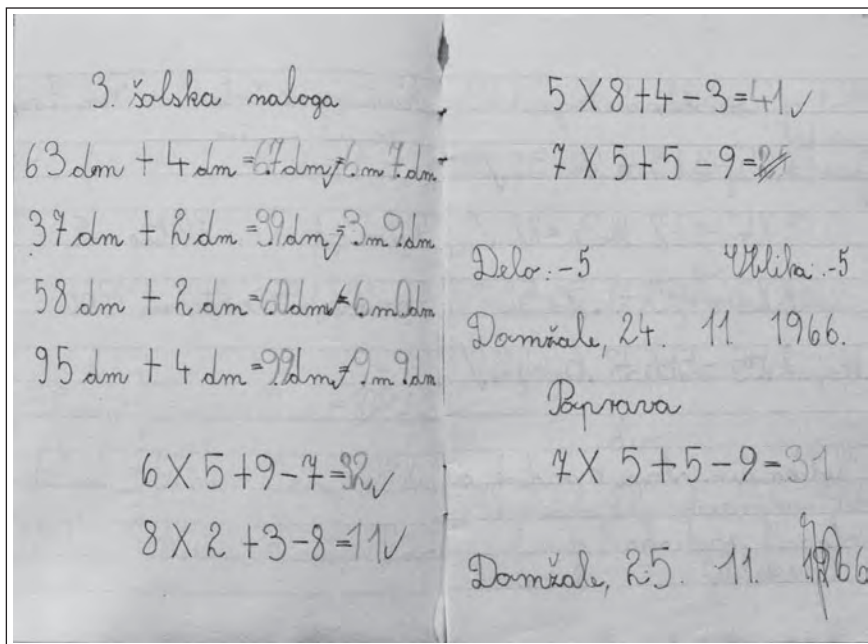 3. šolska naloga
63 dm + 4 dm = 67 dm = 6 m 7 dm
37 dm + 2 dm = 39 dm = 3 m 9 dm
58 dm + 2 dm = 60 dm = 6 m 0 dm
95 dm + 4 dm = 99 dm = 9 m 9 dm
6 X 5 + 9 - 7 = 32 ✓
8 X 2 + 3 - 8 = 11 ✓
5 X 8 + 4 - 3 = 41 ✓
7 X 5 + 5 - 9 =
Delo: -5 Oblika: -5
Domžale, 24. 11 1966.
Poprava
7 X 5 + 5 - 9 = 31
Domžale, 25. 11. 1966